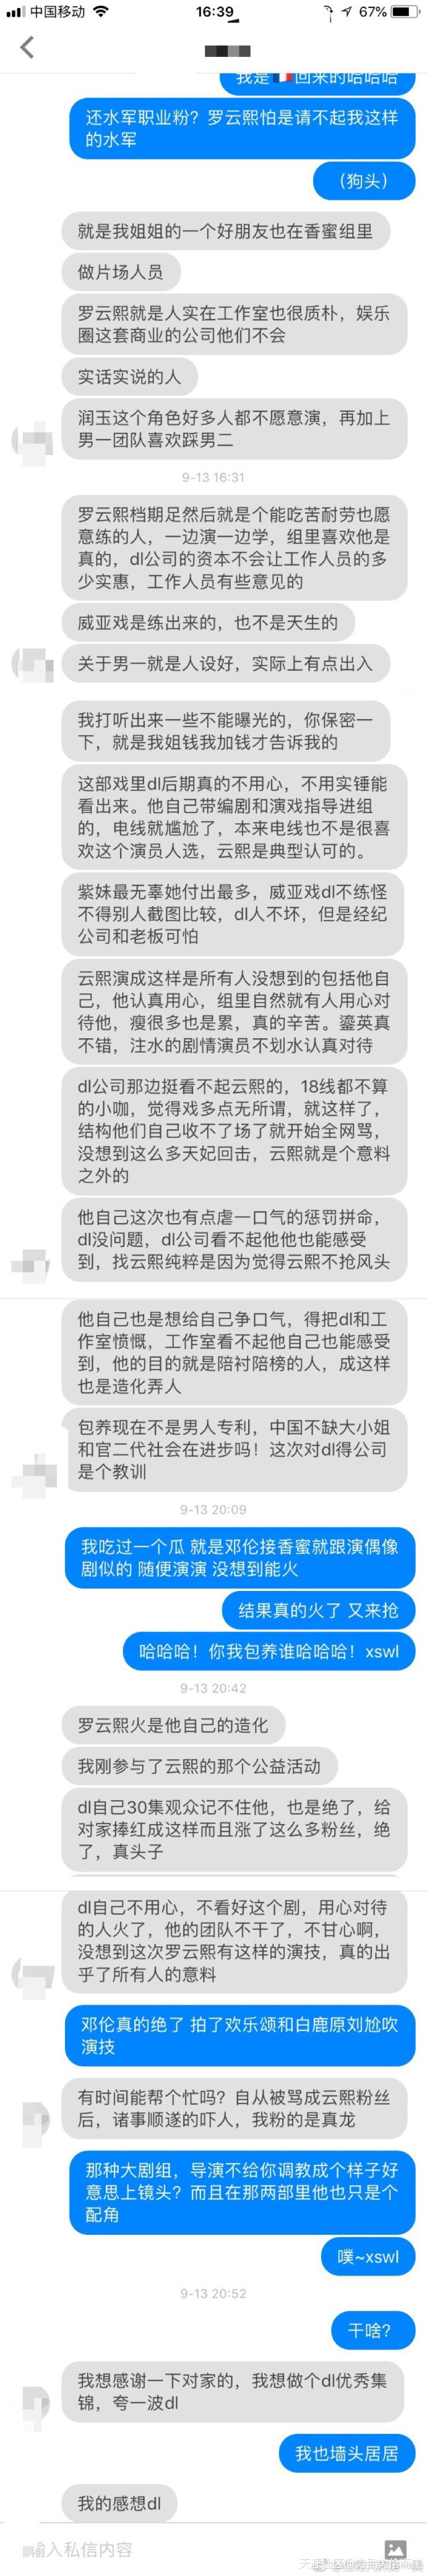 中国移动 16:39 67%
我是🇫🇷回来的哈哈哈
还水军职业粉？罗云熙怕是请不起我这样
的水军
（狗头）
就是我姐姐的一个好朋友也在香蜜组里
做片场人员
罗云熙就是人实在工作室也很质朴，娱乐
圈这套商业的公司他们不会
实话实说的人
润玉这个角色好多人都不愿意演，再加上
男一团队喜欢踩男二
9-13 16:31
罗云熙档期足然后就是个能吃苦耐劳也愿
意练的人，一边演一边学，组里喜欢他是
真的，dl公司的资本不会让工作人员的多
少实惠，工作人员有些意见的
威亚戏是练出来的，也不是天生的
关于男一就是人设好，实际上有点出入
我打听出来一些不能曝光的，你保密一
下，就是我姐钱我加钱才告诉我的
这部戏里dl后期真的不用心，不用实锤能
看出来。他自己带编剧和演戏指导进组
的，电线就尴尬了，本来电线也不是很喜
欢这个演员人选，云熙是典型认可的。
紫妹最无辜她付出最多，威亚戏dl不练怪
不得别人截图比较，dl人不坏，但是经纪
公司和老板可怕
云熙演成这样是所有人没想到的包括他自
己，他认真用心，组里自然就有人用心对
待他，瘦很多也是累，真的辛苦。鎏英真
不错，注水的剧情演员不划水认真对待
dl公司那边挺看不起云熙的，18线都不算
的小咖，觉得戏多点无所谓，就这样了，
结构他们自己收不了场了就开始全网骂，
没想到这么多天妃回击，云熙就是个意料
之外的
他自己这次也有点虐一口气的惩罚拼命，
dl没问题，dl公司看不起他他也能感受
到，找云熙纯粹是因为觉得云熙不抢风头
他自己也是想给自己争口气，得把dl和工
作室愤慨，工作室看不起他自己也能感受
到，他的目的就是陪衬陪榜的人，成这样
也是造化弄人
包养现在不是男人专利，中国不缺大小姐
和官二代社会在进步吗！这次对dl得公司
是个教训
9-13 20:09
我吃过一个瓜 就是邓伦接香蜜就跟演偶像
剧似的 随便演演 没想到能火
结果真的火了 又来抢
哈哈哈！你我包养谁哈哈哈！xswl
9-13 20:42
罗云熙火是他自己的造化
我刚参与了云熙的那个公益活动
dl自己30集观众记不住他，也是绝了，给
对家捧红成这样而且涨了这么多粉丝，绝
了，真头子
dl自己不用心，不看好这个剧，用心对待
的人火了，他的团队不干了，不甘心啊，
没想到这次罗云熙有这样的演技，真的出
乎了所有人的意料
邓伦真的绝了 拍了欢乐颂和白鹿原刘尬吹
演技
有时间能帮个忙吗？自从被骂成云熙粉丝
后，诸事顺遂的吓人，我粉的是真龙
那种大剧组，导演不给你调教成个样子好
意思上镜头？而且在那两部里他也只是个
配角
噗~xswl
9-13 20:52
干啥？
我想感谢一下对家的，我想做个dl优秀集
锦，夸一波dl
我也墙头居居
我的感想dl
输入私信内容